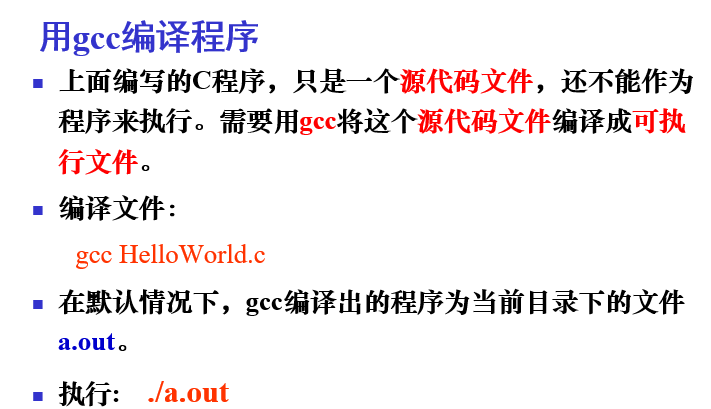 用gcc编译程序
上面编写的C程序，只是一个源代码文件，还不能作为
程序来执行。需要用gcc将这个源代码文件编译成可执
行文件。
编译文件：
gcc HelloWorld.c
在默认情况下，gcc编译出的程序为当前目录下的文件
a.out。
执行: ./a.out